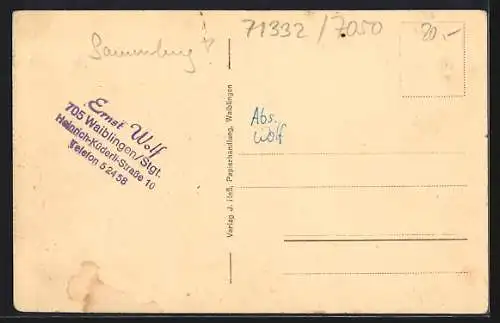 Sammlung
71332/7050
20.-
Ernst Wolf
705 Waiblingen/Stgt.
Heinrich-Küderli-Straße 10
Telefon 5 24 58
Abs.
Wolf
Verlag J. Heß, Papierhandlung, Waiblingen